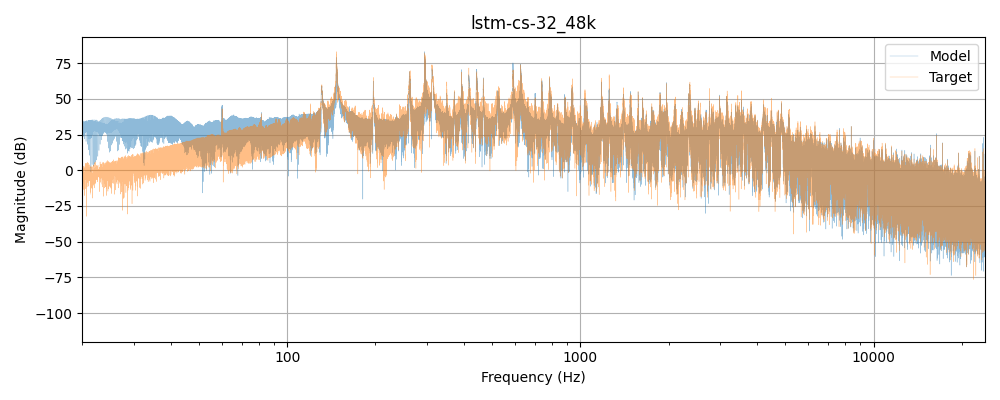 lstm-cs-32_48k
Model
Target
Magnitude (dB)
75
50
25
0
−25
−50
−75
−100
100
1000
10000
Frequency (Hz)